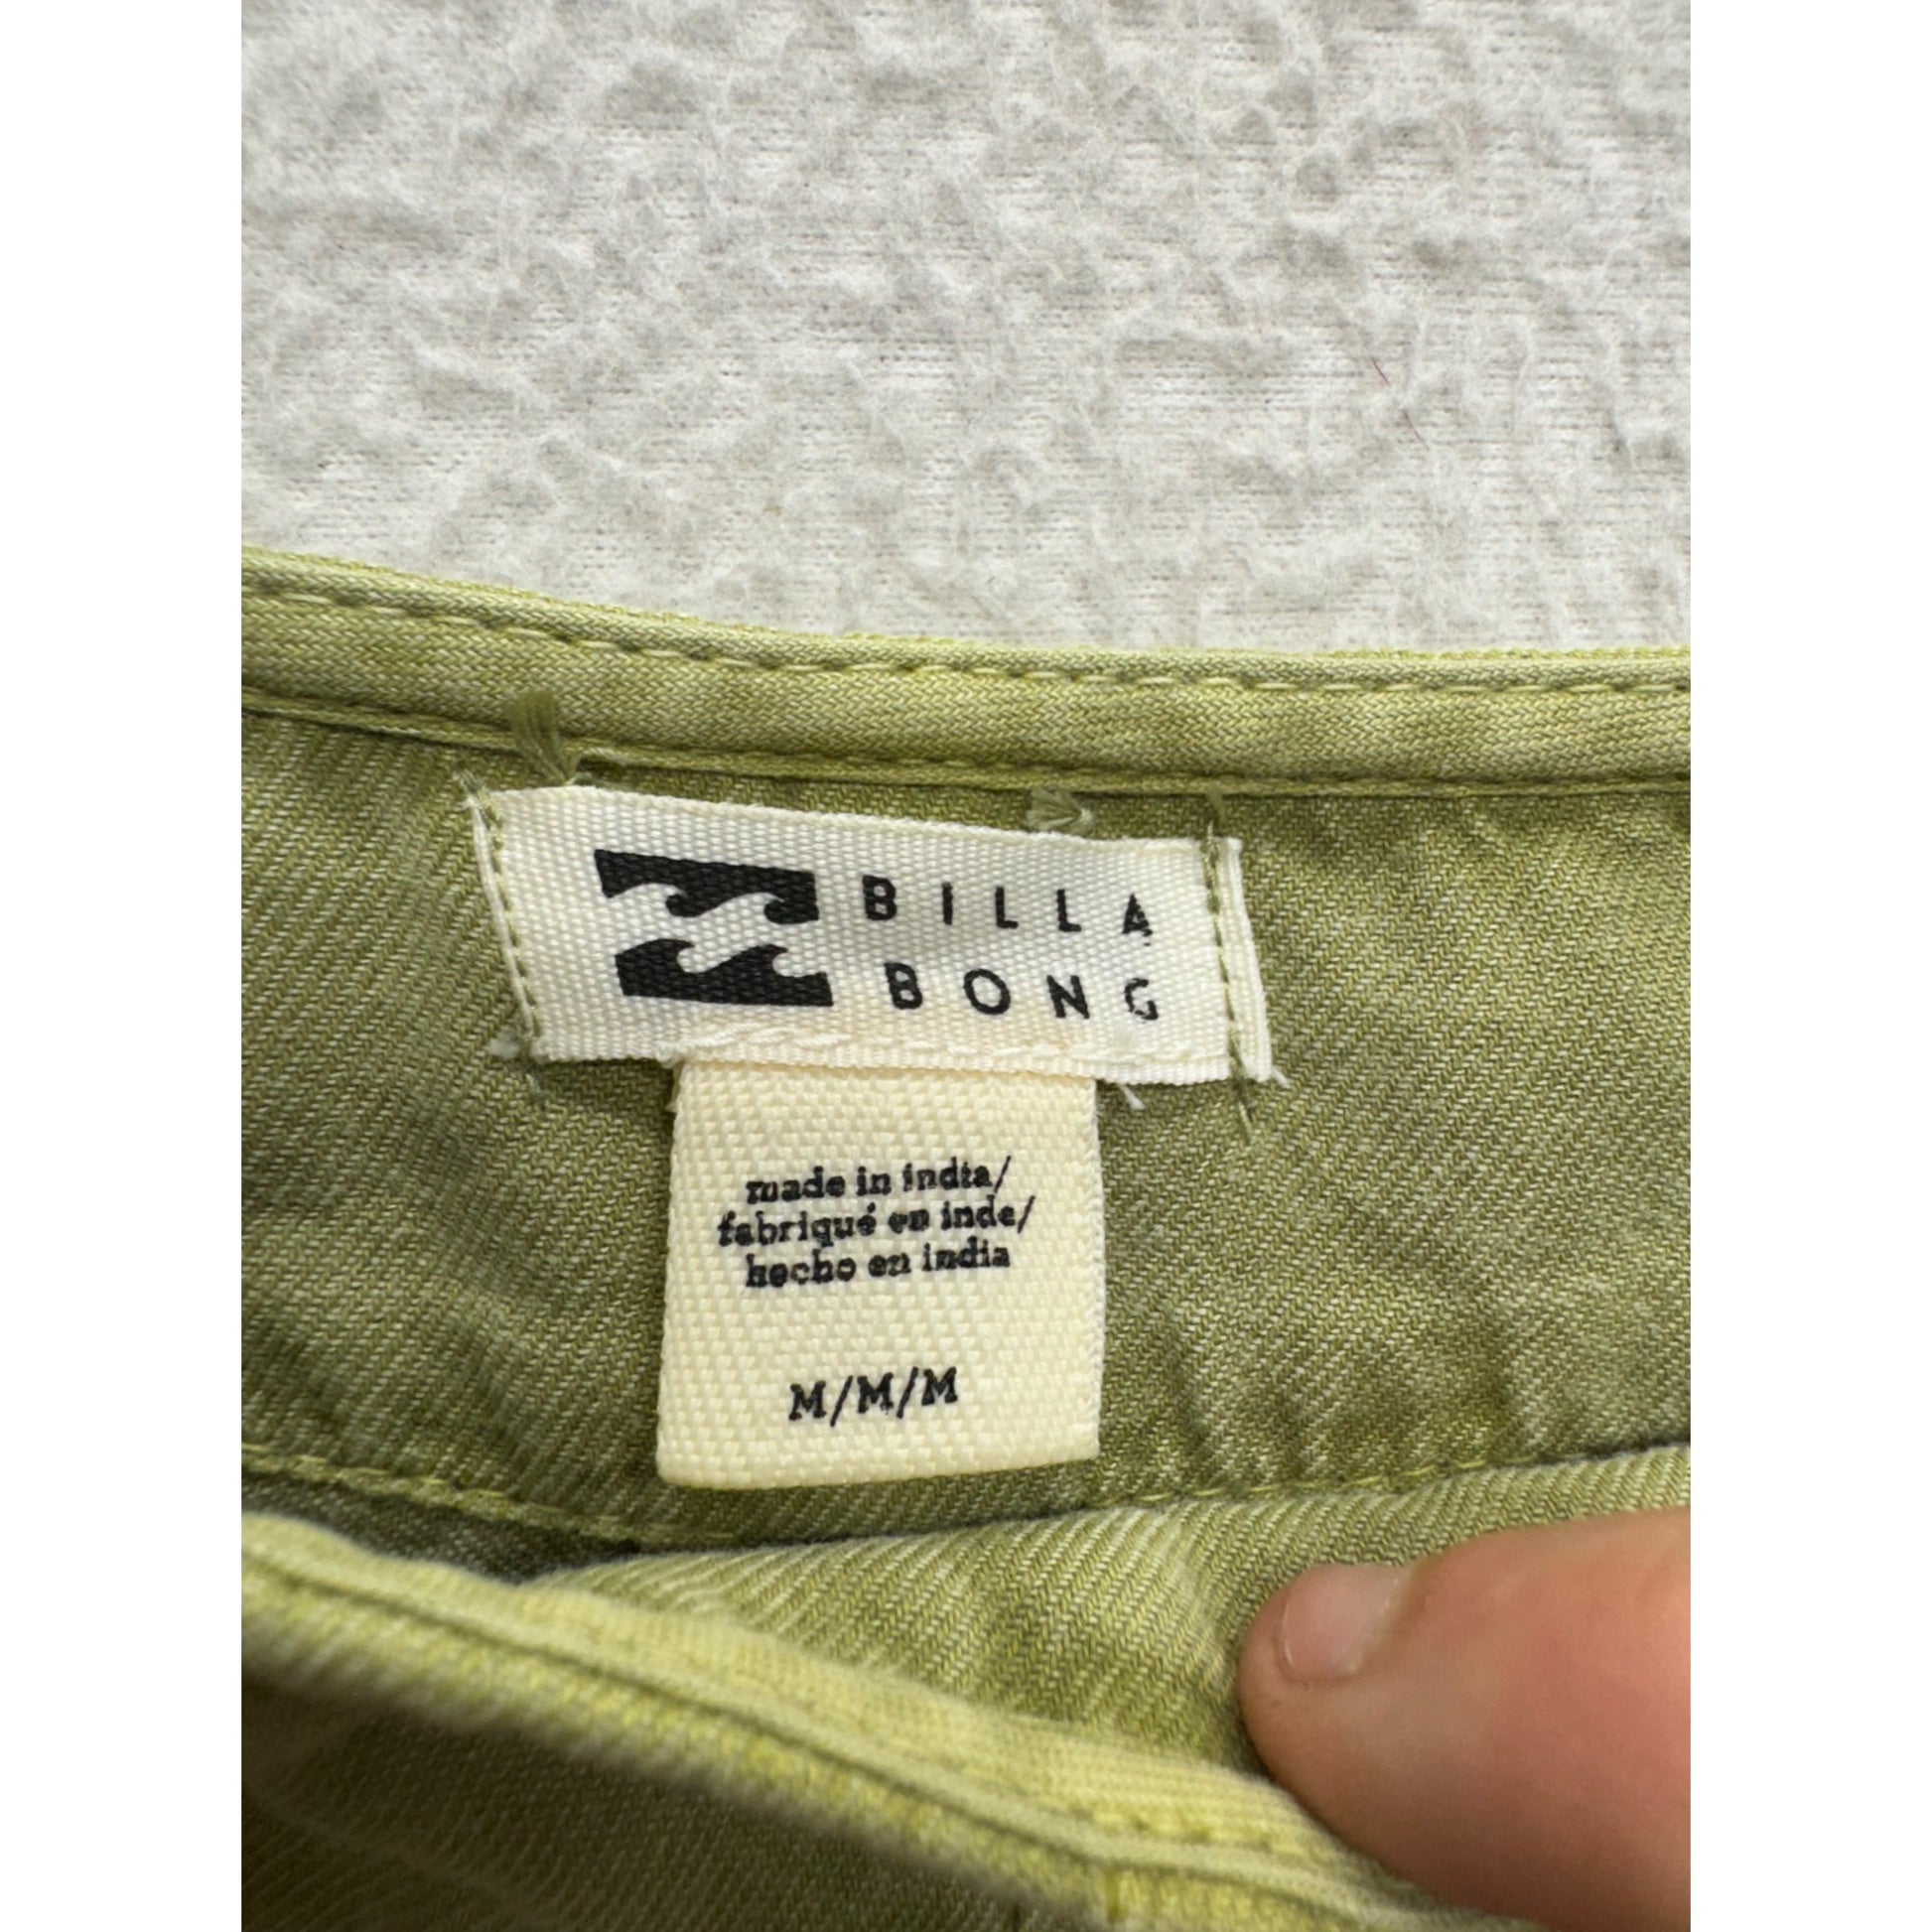 BILLA
BONG
made in india/
fabriqué en inde/
hecho en india
M/M/M